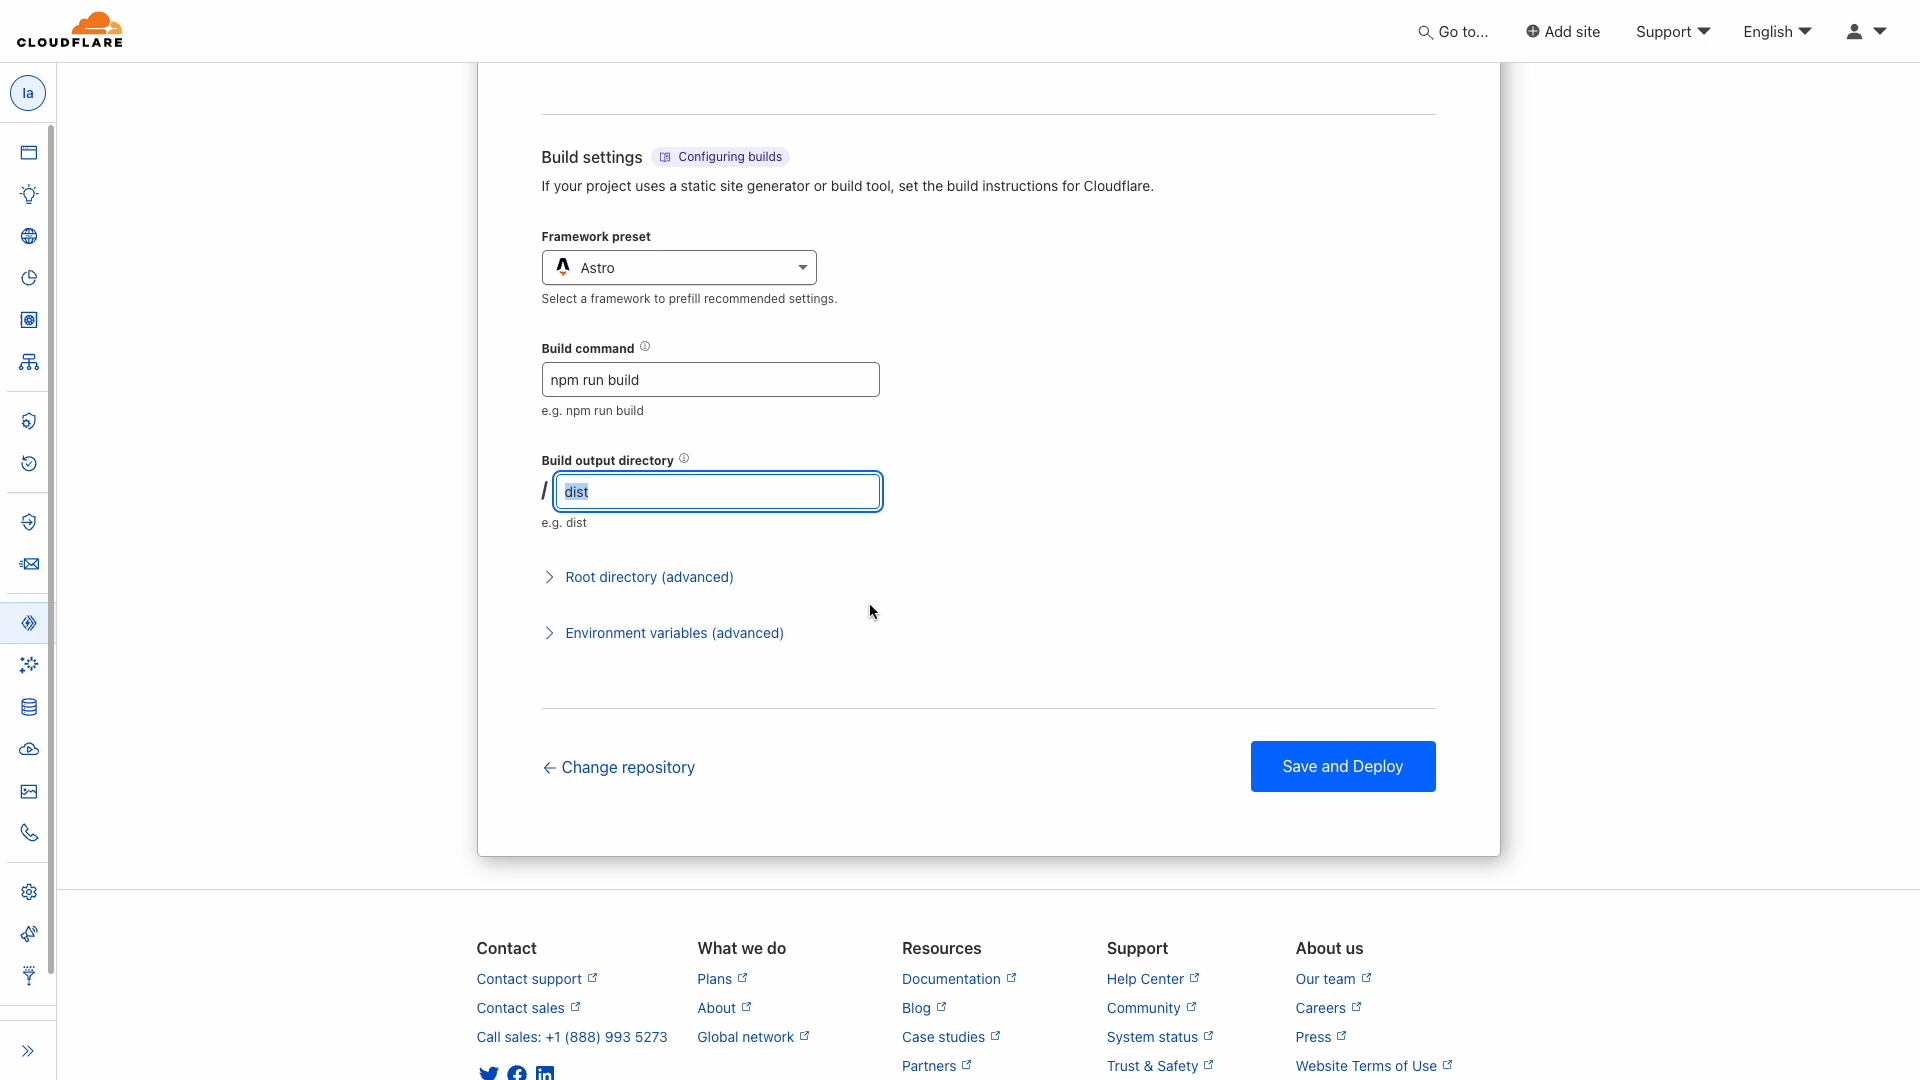 CLOUDFLARE
Go to...
Add site
Support
English
Ia
Build settings
Configuring builds
If your project uses a static site generator or build tool, set the build instructions for Cloudflare.
Framework preset
Astro
Select a framework to prefill recommended settings.
Build command
npm run build
e.g. npm run build
Build output directory
/ dist
e.g. dist
Root directory (advanced)
Environment variables (advanced)
← Change repository
Save and Deploy
Contact
Contact support
Contact sales
Call sales: +1 (888) 993 5273
What we do
Plans
About
Global network
Resources
Documentation
Blog
Case studies
Partners
Support
Help Center
Community
System status
Trust & Safety
About us
Our team
Careers
Press
Website Terms of Use